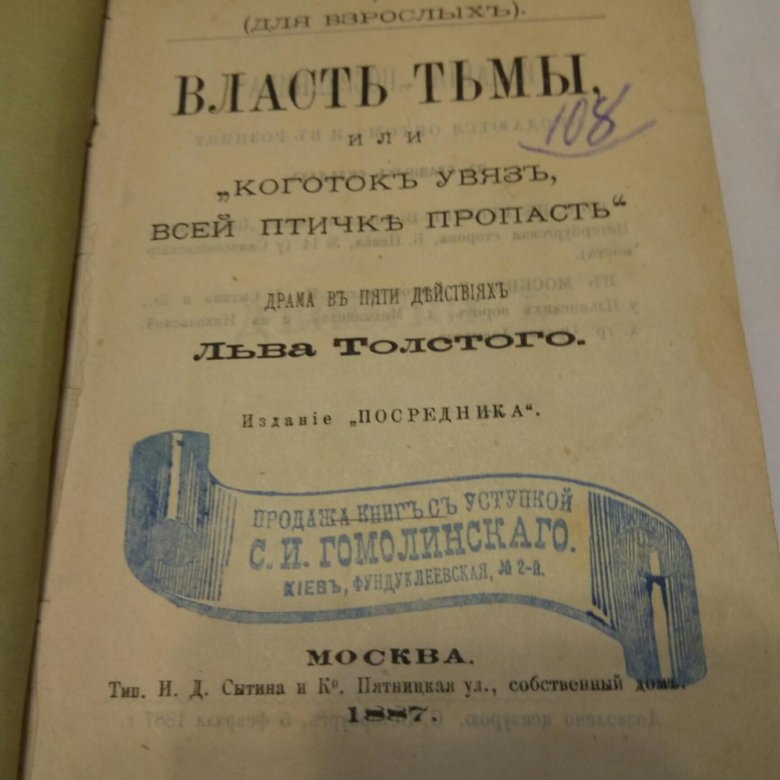 (ДЛЯ ВЗРОСЛЫХЪ).
ВЛАСТЬ ТЬМЫ,
108
ИЛИ
„КОГОТОКЪ УВЯЗЪ,
ВСЕЙ ПТИЧКѢ ПРОПАСТЬ“
ДРАМА ВЪ ПЯТИ ДѢЙСТВІЯХЪ
Льва Толстого.
Изданіе „ПОСРЕДНИКА“.
ПРОДАЖА КНИГЪ СЪ УСТУПКОЙ
С. И. ГОМОЛИНСКАГО.
КІЕВЪ, ФУНДУКЛЕЕВСКАЯ, № 2-й.
МОСКВА.
Тип. И. Д. Сытина и Ко. Пятницкая ул., собственный домъ.
1887.